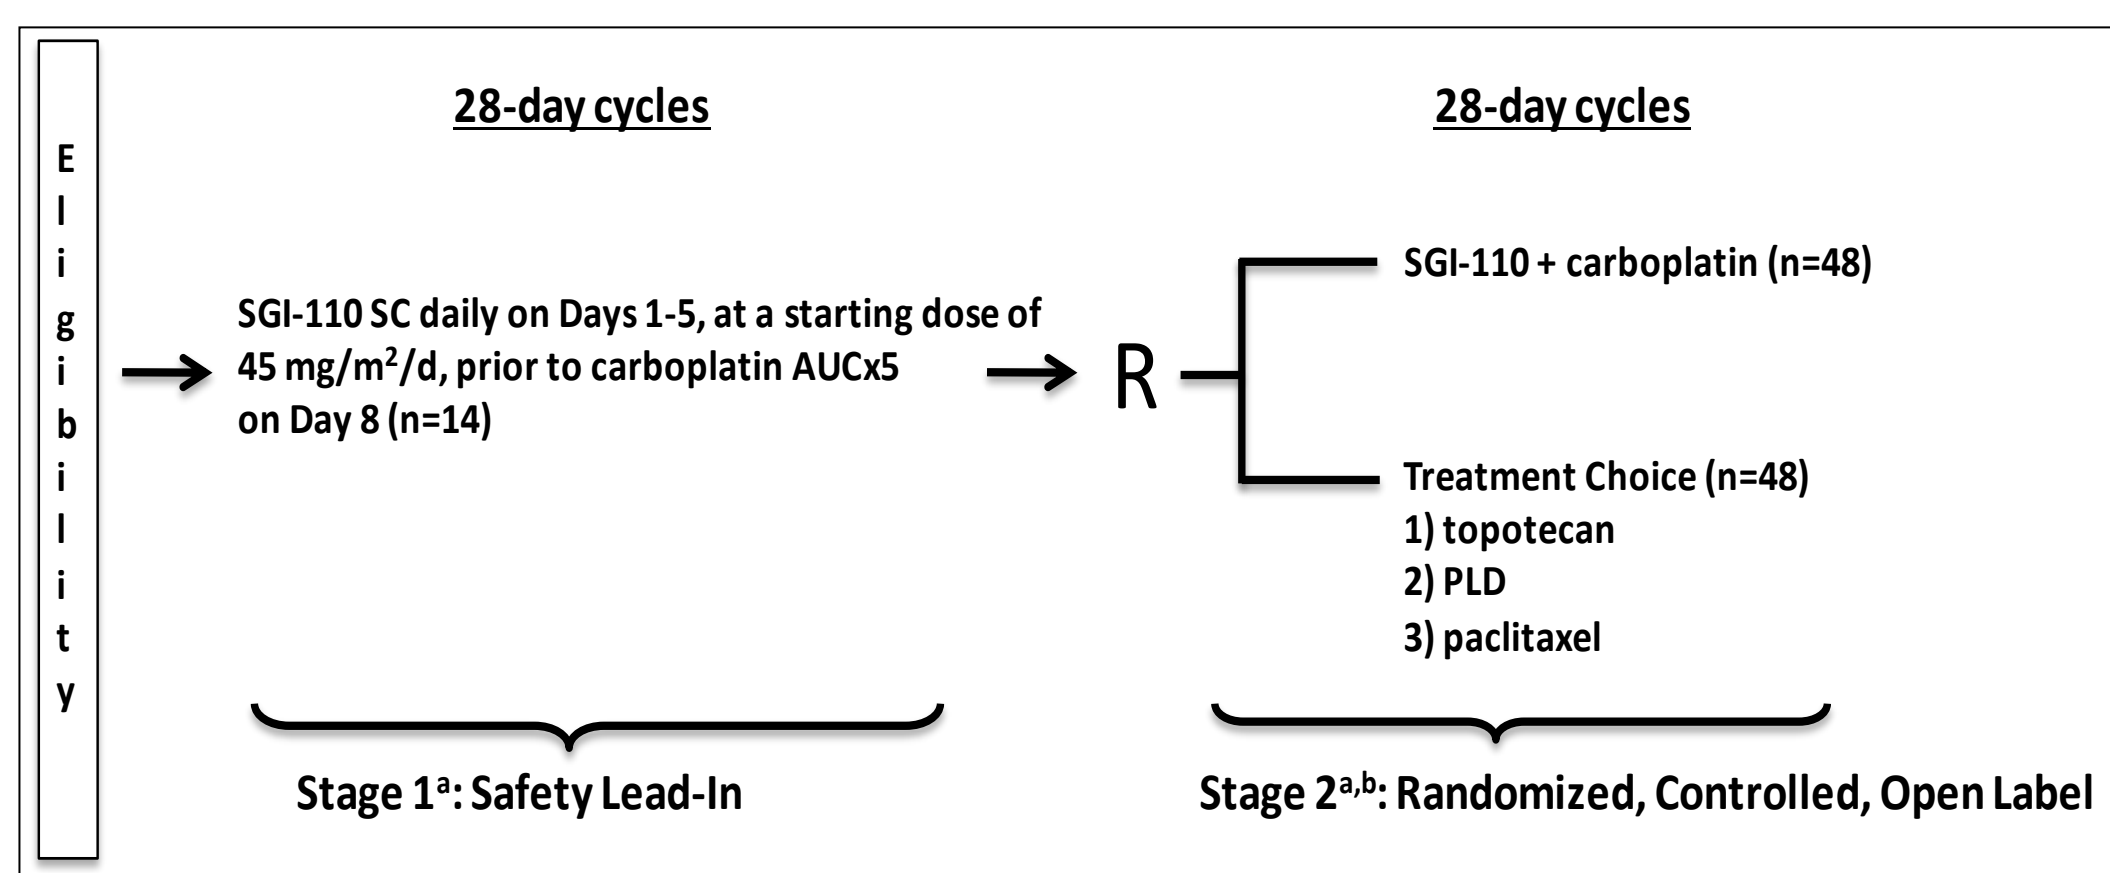 Eligibility
28-day cycles
SGI-110 SC daily on Days 1-5, at a starting dose of
45 mg/m²/d, prior to carboplatin AUCx5
on Day 8 (n=14)
Stage 1ᵃ: Safety Lead-In
28-day cycles
R
SGI-110 + carboplatin (n=48)
Treatment Choice (n=48)
1) topotecan
2) PLD
3) paclitaxel
Stage 2ᵃ,ᵇ: Randomized, Controlled, Open Label